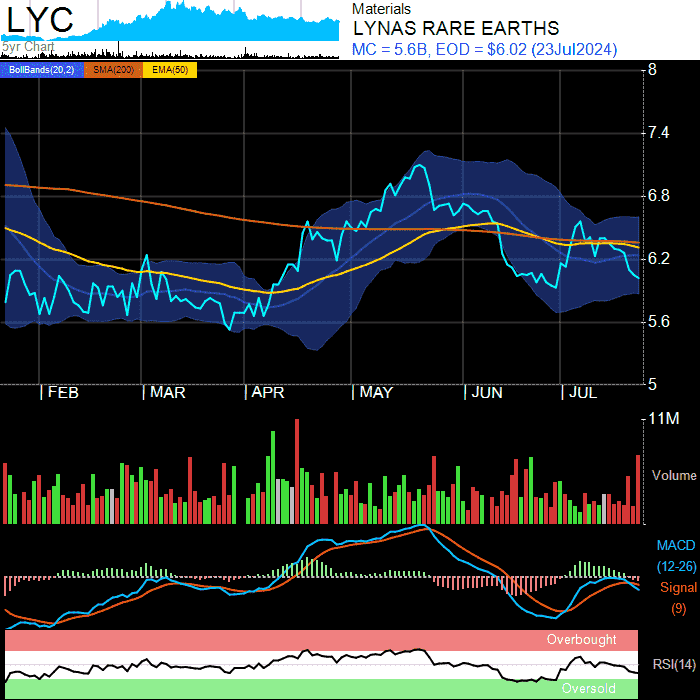 LYC
5yr Chart
Materials
LYNAS RARE EARTHS
MC = 5.6B, EOD = $6.02 (23Jul2024)
BollBands(20,2) SMA(200) EMA(50)
8
7.4
6.8
6.2
5.6
5
FEB MAR APR MAY JUN JUL
11M
Volume
MACD
(12-26)
Signal
(9)
Overbought
RSI(14)
Oversold